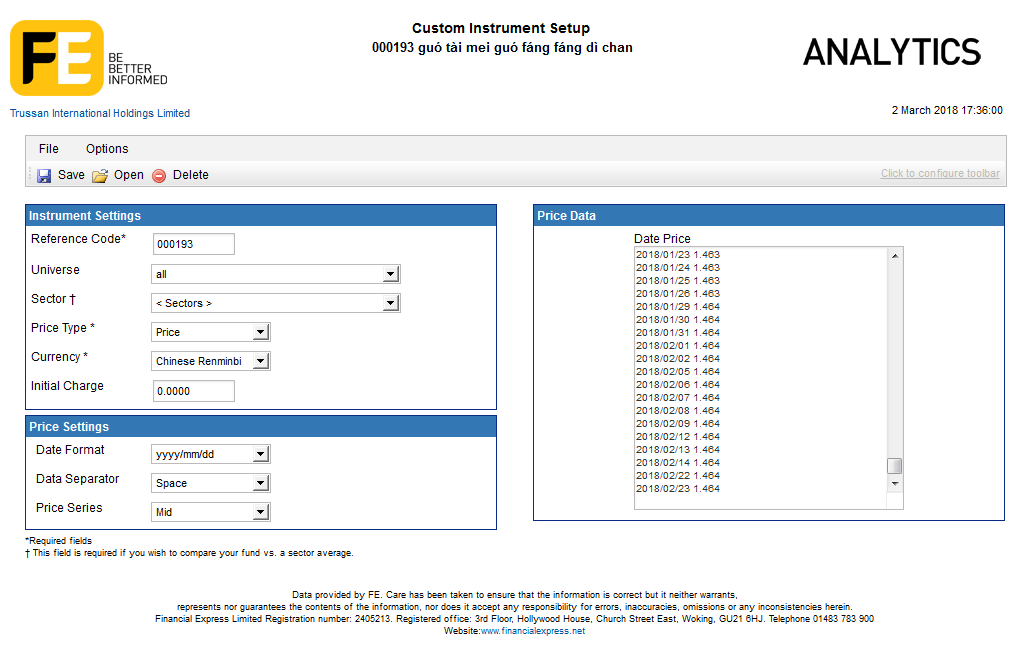 FE
BE
BETTER
INFORMED
Custom Instrument Setup
000193 guó tài mei guó fáng fáng dì chan
ANALYTICS
Trussan International Holdings Limited
2 March 2018 17:36:00
File Options
Save Open Delete
Click to configure toolbar
Instrument Settings
Reference Code* 000193
Universe all
Sector † < Sectors >
Price Type * Price
Currency * Chinese Renminbi
Initial Charge 0.0000
Price Settings
Date Format yyyy/mm/dd
Data Separator Space
Price Series Mid
Price Data
Date Price
2018/01/23 1.463
2018/01/24 1.463
2018/01/25 1.463
2018/01/26 1.463
2018/01/29 1.464
2018/01/30 1.464
2018/01/31 1.464
2018/02/01 1.464
2018/02/02 1.464
2018/02/05 1.464
2018/02/06 1.464
2018/02/07 1.464
2018/02/08 1.464
2018/02/09 1.464
2018/02/12 1.464
2018/02/13 1.464
2018/02/14 1.464
2018/02/22 1.464
2018/02/23 1.464
*Required fields
† This field is required if you wish to compare your fund vs. a sector average.
Data provided by FE. Care has been taken to ensure that the information is correct but it neither warrants,
represents nor guarantees the contents of the information, nor does it accept any responsibility for errors, inaccuracies, omissions or any inconsistencies herein.
Financial Express Limited Registration number: 2405213. Registered office: 3rd Floor, Hollywood House, Church Street East, Woking, GU21 6HJ. Telephone 01483 783 900
Website:www.financialexpress.net